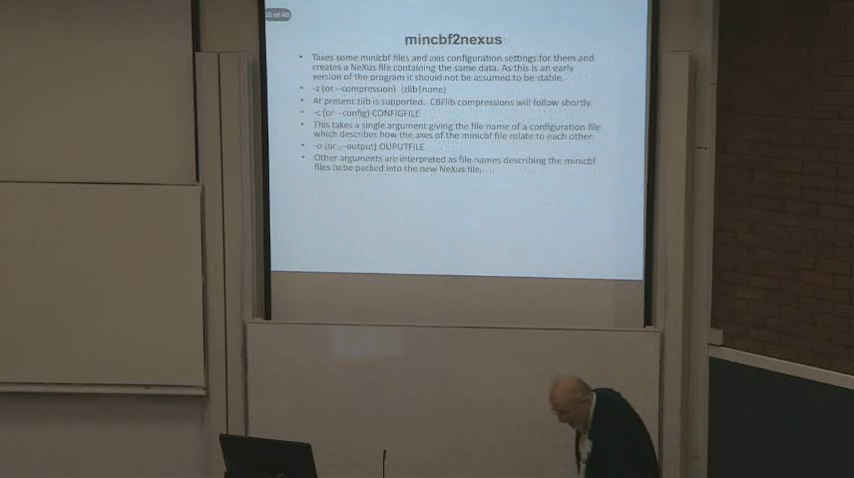 33 of 40
mincbf2nexus
• Takes some minicbf files and axis configuration settings for them and
creates a NeXus file containing the same data. As this is an early
version of the program it should not be assumed to be stable.
• -z (or --compression) (zlib|none)
• At present zlib is supported. CBFlib compressions will follow shortly.
• -c (or --config) CONFIGFILE
• This takes a single argument giving the file name of a configuration file
which describes how the axes of the minicbf file relate to each other.
• -o (or --output) OUPUTFILE
• Other arguments are interpreted as file names describing the minicbf
files to be packed into the new NeXus file.